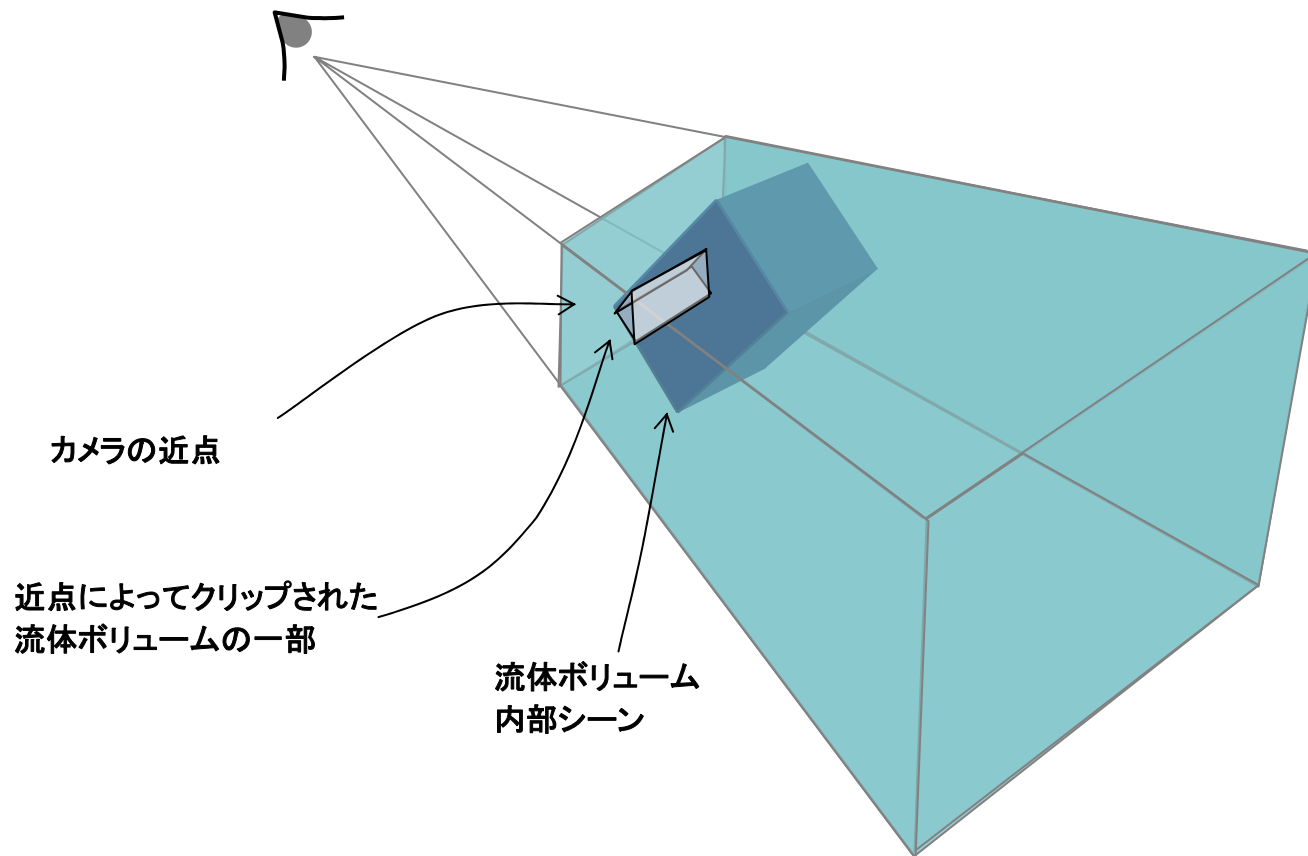 カメラの近点
近点によってクリップされた
流体ボリュームの一部
流体ボリューム
内部シーン